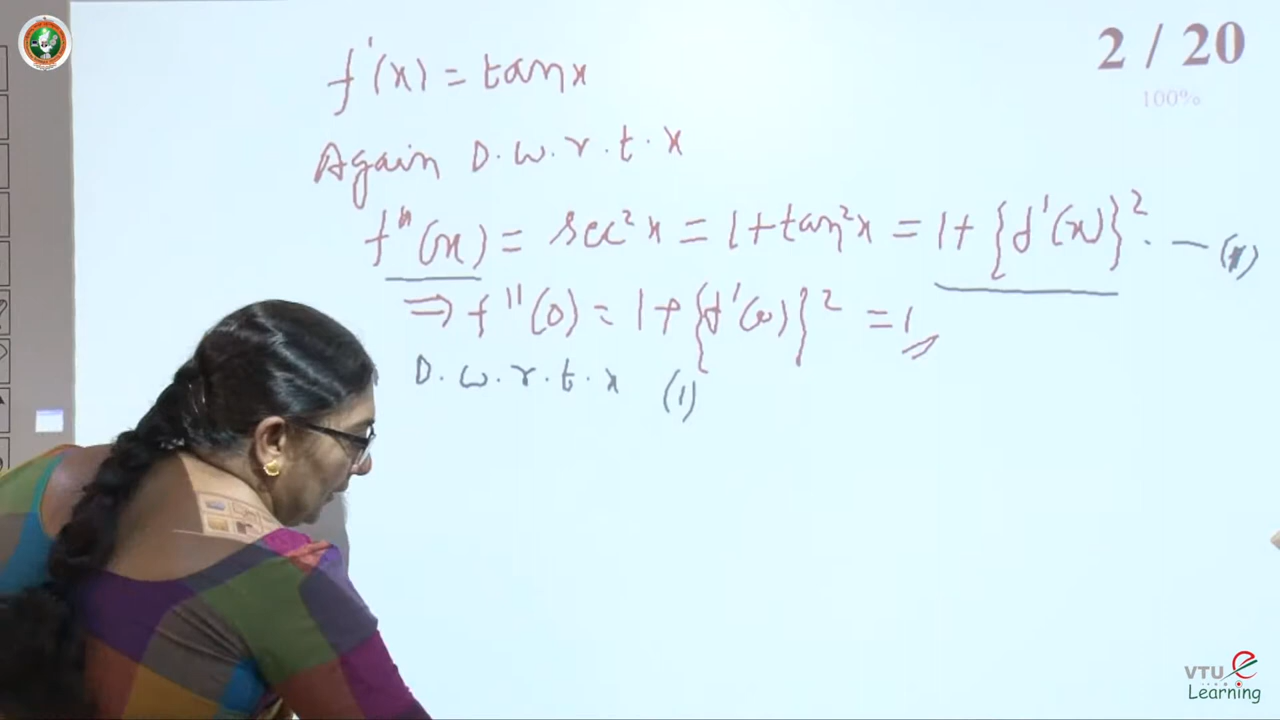 2 / 20
100%
f'(x) = tan x
Again D.w.r.t.x
f''(x) = sec²x = 1+tan²x = 1+ {f'(x)}². — (1)
⇒ f''(0) = 1+{f'(0)}² = 1
D.w.r.t.x (1)
VTU e
Learning